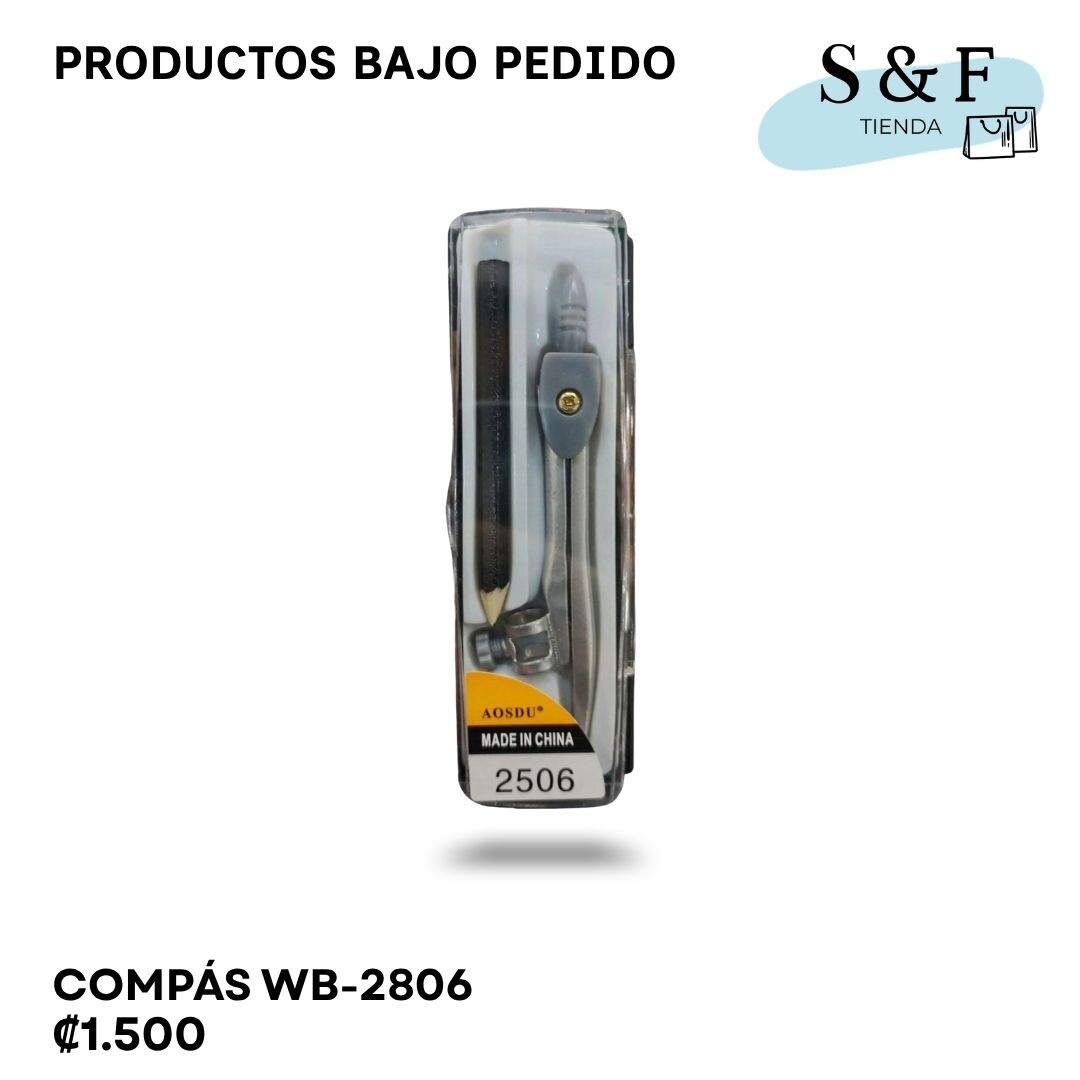 PRODUCTOS BAJO PEDIDO
S & F
TIENDA
AOSDU®
MADE IN CHINA
2506
COMPÁS WB-2806
₡1.500